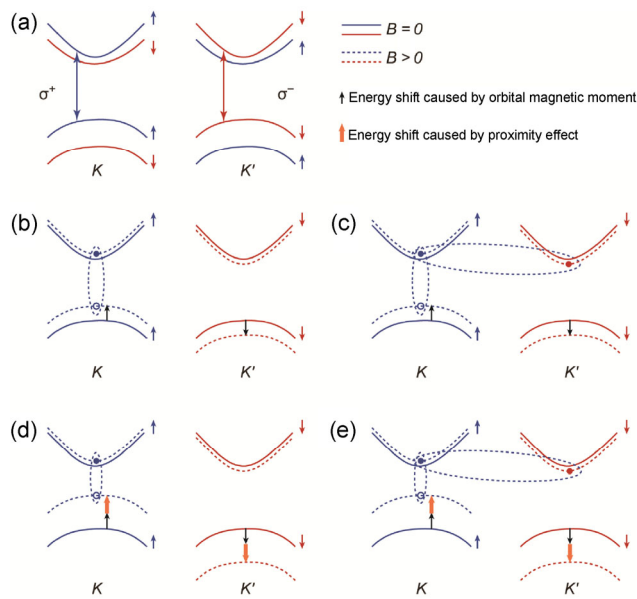 (a)
B = 0
B > 0
σ+
σ−
Energy shift caused by orbital magnetic moment
Energy shift caused by proximity effect
K
K'
(b)
(c)
K
K'
K
K'
(d)
(e)
K
K'
K
K'